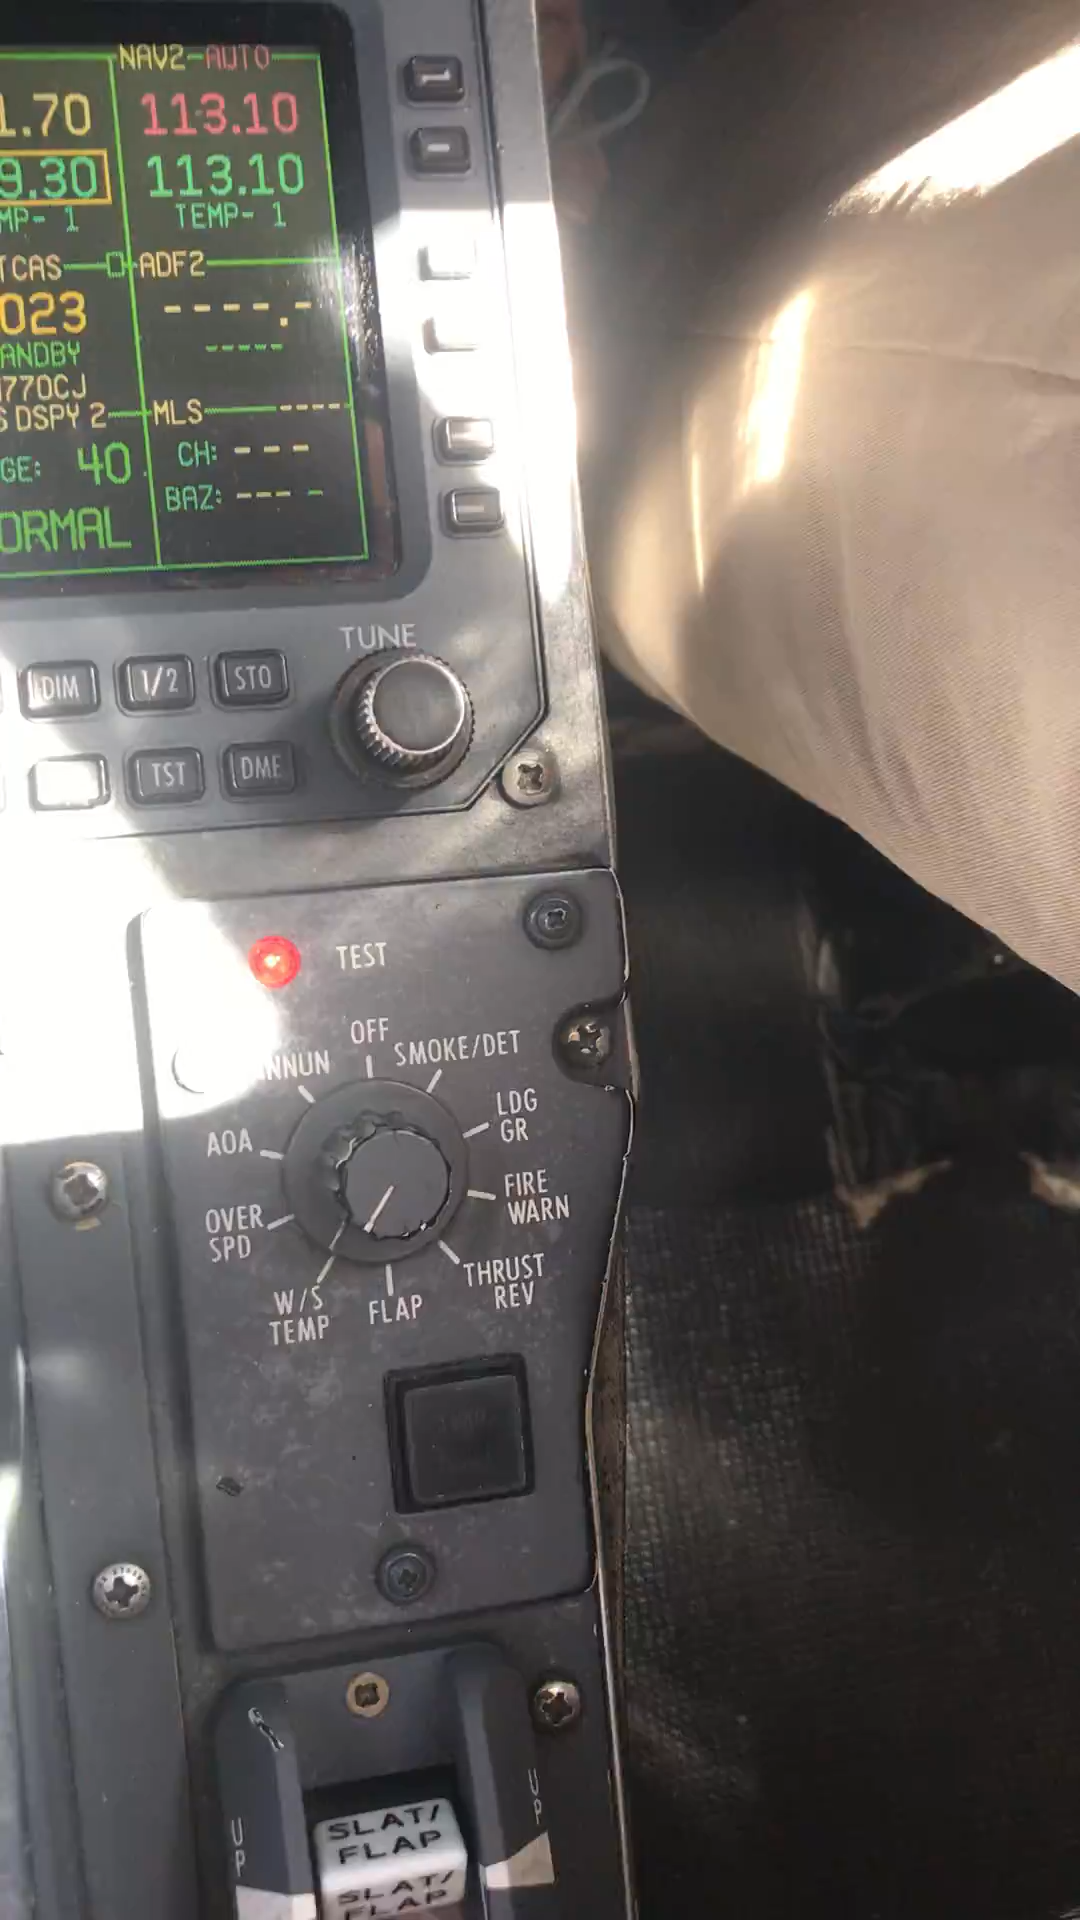 NAV2-AUTO
1.70 113.10
9.30 113.10
MP- 1 TEMP- 1
TCAS ADF2
023 ----.-
ANDBY -----
770CJ
S DSPY 2 MLS ----
GE: 40 CH: ---
BAZ: ----
ORMAL
TUNE
DIM 1/2 STO
TST DME
TEST
OFF
NNUN SMOKE/DET
LDG
GR
AOA
FIRE
WARN
OVER
SPD
THRUST
REV
W/S
TEMP
FLAP
UP
UP
SLAT/
FLAP
SLAT/
FLAP